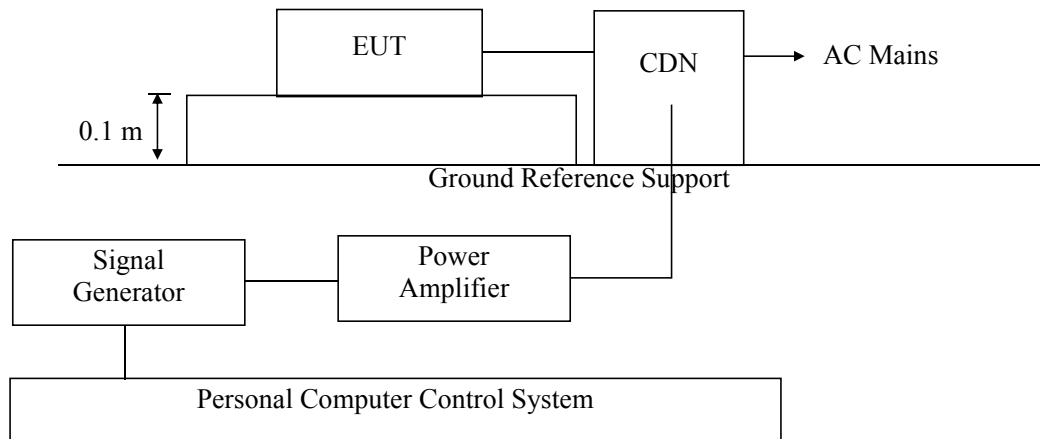 EUT
CDN
AC Mains
0.1 m
Ground Reference Support
Signal
Generator
Power
Amplifier
Personal Computer Control System